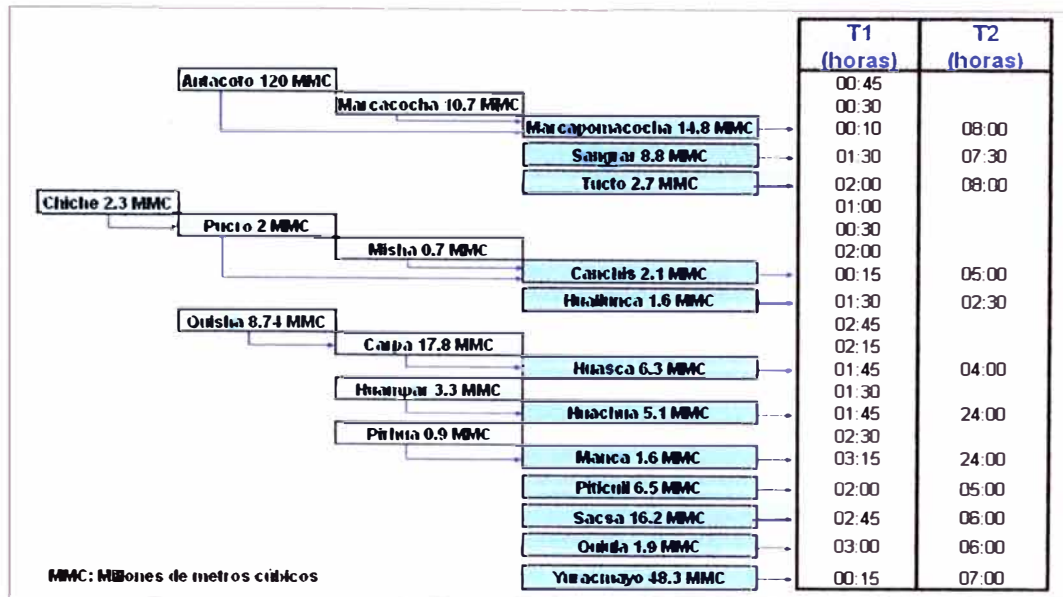 T1 T2
(horas) (horas)
Antacoto 120 MMC 00:45
Marcacocha 10.7 MMC 00:30
Marcapomacocha 14.8 MMC 00:10 08:00
Sangrar 8.8 MMC 01:30 07:30
Tucto 2.7 MMC 02:00 08:00
Chiche 2.3 MMC 01:00
Pucro 2 MMC 00:30
Misha 0.7 MMC 02:00
Canchis 2.1 MMC 00:15 05:00
Huallunca 1.6 MMC 01:30 02:30
Quisha 8.74 MMC 02:45
Carpa 17.8 MMC 02:15
Huasca 6.3 MMC 01:45 04:00
Huampar 3.3 MMC 01:30
Huachua 5.1 MMC 01:45 24:00
Pirhua 0.9 MMC 02:30
Manca 1.6 MMC 03:15 24:00
Piticuli 6.5 MMC 02:00 05:00
Sacsa 16.2 MMC 02:45 06:00
Quiula 1.9 MMC 03:00 06:00
Yuracmayo 48.3 MMC 00:15 07:00
MMC: Millones de metros cúbicos